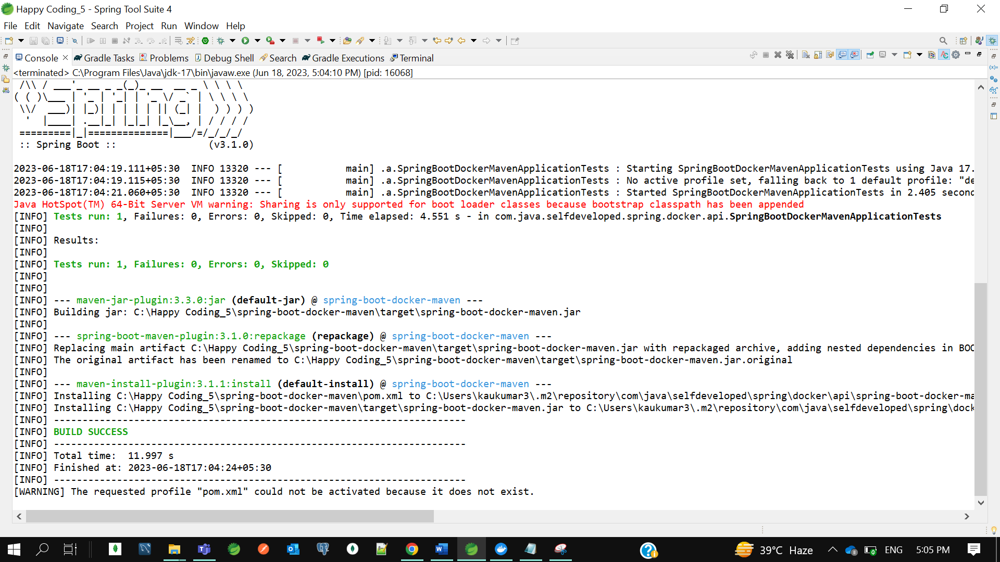 Happy Coding_5 - Spring Tool Suite 4
File Edit Navigate Search Project Run Window Help
Console Gradle Tasks Problems Debug Shell Search Gradle Executions Terminal
<terminated> C:\Program Files\Java\jdk-17\bin\javaw.exe (Jun 18, 2023, 5:04:10 PM) [pid: 16068]
 /\\ / ___'_ __ _ _(_)_ __  __ _ \ \ \ \
( ( )\___ | '_ | '_| | '_ \/ _` | \ \ \ \
 \\/  ___)| |_)| | | | | || (_| |  ) ) ) )
  '  |____| .__|_| |_|_| |_\__, | / / / /
 =========|_|==============|___/=/_/_/_/
 :: Spring Boot ::                (v3.1.0)
2023-06-18T17:04:19.111+05:30  INFO 13320 --- [           main] .a.SpringBootDockerMavenApplicationTests : Starting SpringBootDockerMavenApplicationTests using Java 17.
2023-06-18T17:04:19.115+05:30  INFO 13320 --- [           main] .a.SpringBootDockerMavenApplicationTests : No active profile set, falling back to 1 default profile: "de
2023-06-18T17:04:21.060+05:30  INFO 13320 --- [           main] .a.SpringBootDockerMavenApplicationTests : Started SpringBootDockerMavenApplicationTests in 2.405 second
Java HotSpot(TM) 64-Bit Server VM warning: Sharing is only supported for boot loader classes because bootstrap classpath has been appended
[INFO] Tests run: 1, Failures: 0, Errors: 0, Skipped: 0, Time elapsed: 4.551 s - in com.java.selfdeveloped.spring.docker.api.SpringBootDockerMavenApplicationTests
[INFO]
[INFO] Results:
[INFO]
[INFO] Tests run: 1, Failures: 0, Errors: 0, Skipped: 0
[INFO]
[INFO]
[INFO] --- maven-jar-plugin:3.3.0:jar (default-jar) @ spring-boot-docker-maven ---
[INFO] Building jar: C:\Happy Coding_5\spring-boot-docker-maven\target\spring-boot-docker-maven.jar
[INFO]
[INFO] --- spring-boot-maven-plugin:3.1.0:repackage (repackage) @ spring-boot-docker-maven ---
[INFO] Replacing main artifact C:\Happy Coding_5\spring-boot-docker-maven\target\spring-boot-docker-maven.jar with repackaged archive, adding nested dependencies in BOO
[INFO] The original artifact has been renamed to C:\Happy Coding_5\spring-boot-docker-maven\target\spring-boot-docker-maven.jar.original
[INFO]
[INFO] --- maven-install-plugin:3.1.1:install (default-install) @ spring-boot-docker-maven ---
[INFO] Installing C:\Happy Coding_5\spring-boot-docker-maven\pom.xml to C:\Users\kaukumar3\.m2\repository\com\java\selfdeveloped\spring\docker\api\spring-boot-docker-ma
[INFO] Installing C:\Happy Coding_5\spring-boot-docker-maven\target\spring-boot-docker-maven.jar to C:\Users\kaukumar3\.m2\repository\com\java\selfdeveloped\spring\dock
[INFO] ------------------------------------------------------------------------
[INFO] BUILD SUCCESS
[INFO] ------------------------------------------------------------------------
[INFO] Total time:  11.997 s
[INFO] Finished at: 2023-06-18T17:04:24+05:30
[INFO] ------------------------------------------------------------------------
[WARNING] The requested profile "pom.xml" could not be activated because it does not exist.
39°C Haze ENG 5:05 PM